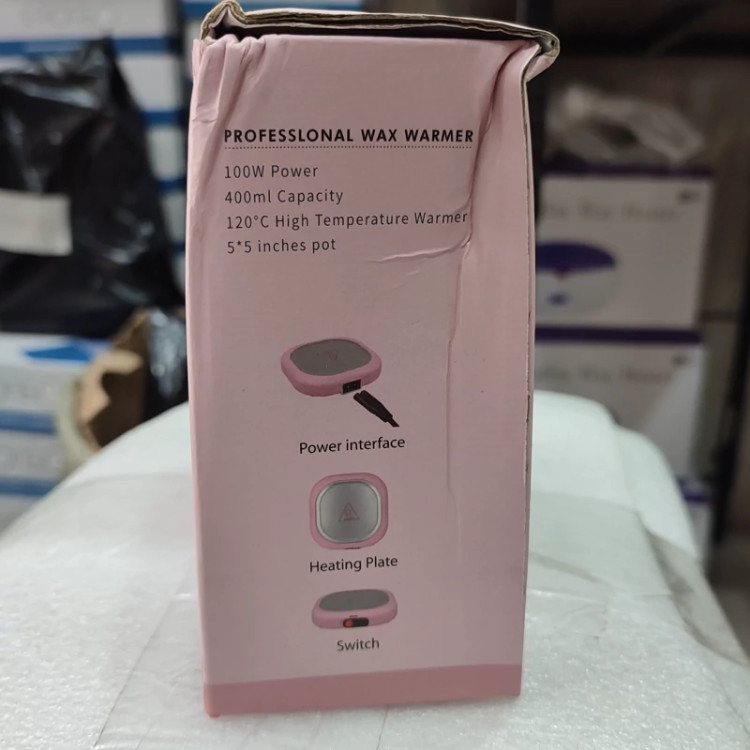 PROFESSLONAL WAX WARMER
100W Power
400ml Capacity
120°C High Temperature Warmer
5*5 inches pot
Power interface
Heating Plate
Switch